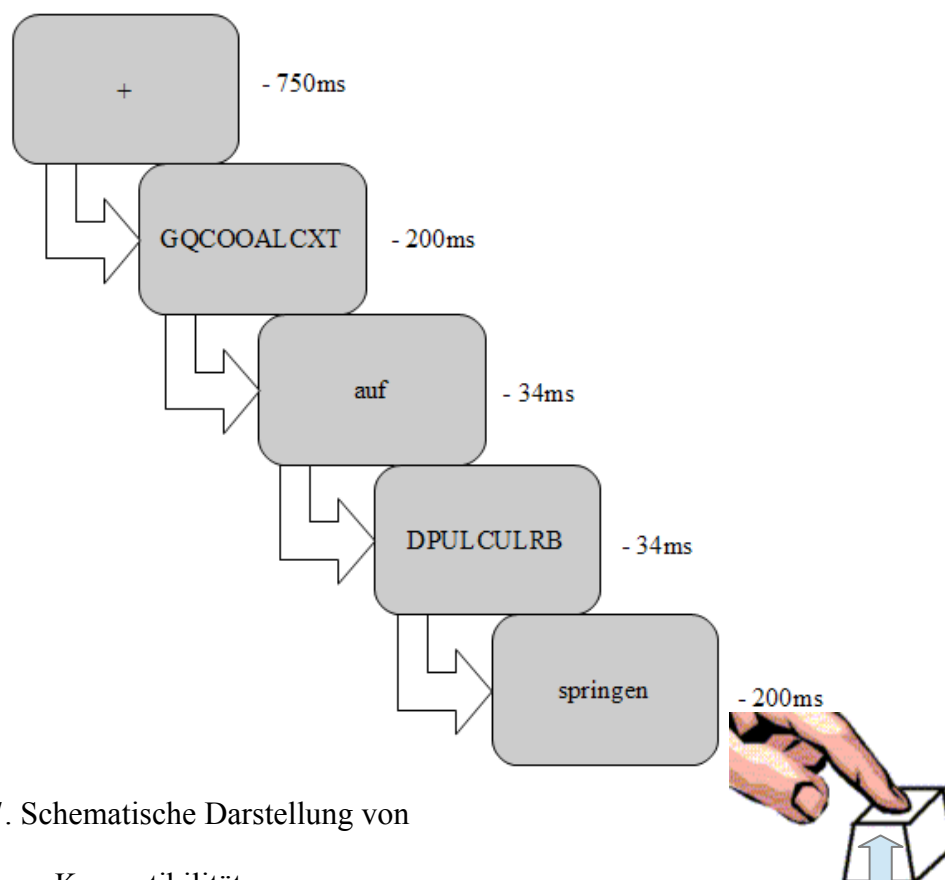 +
- 750ms
GQCOOALCXT
- 200ms
auf
- 34ms
DPULCULRB
- 34ms
springen
- 200ms
. Schematische Darstellung von